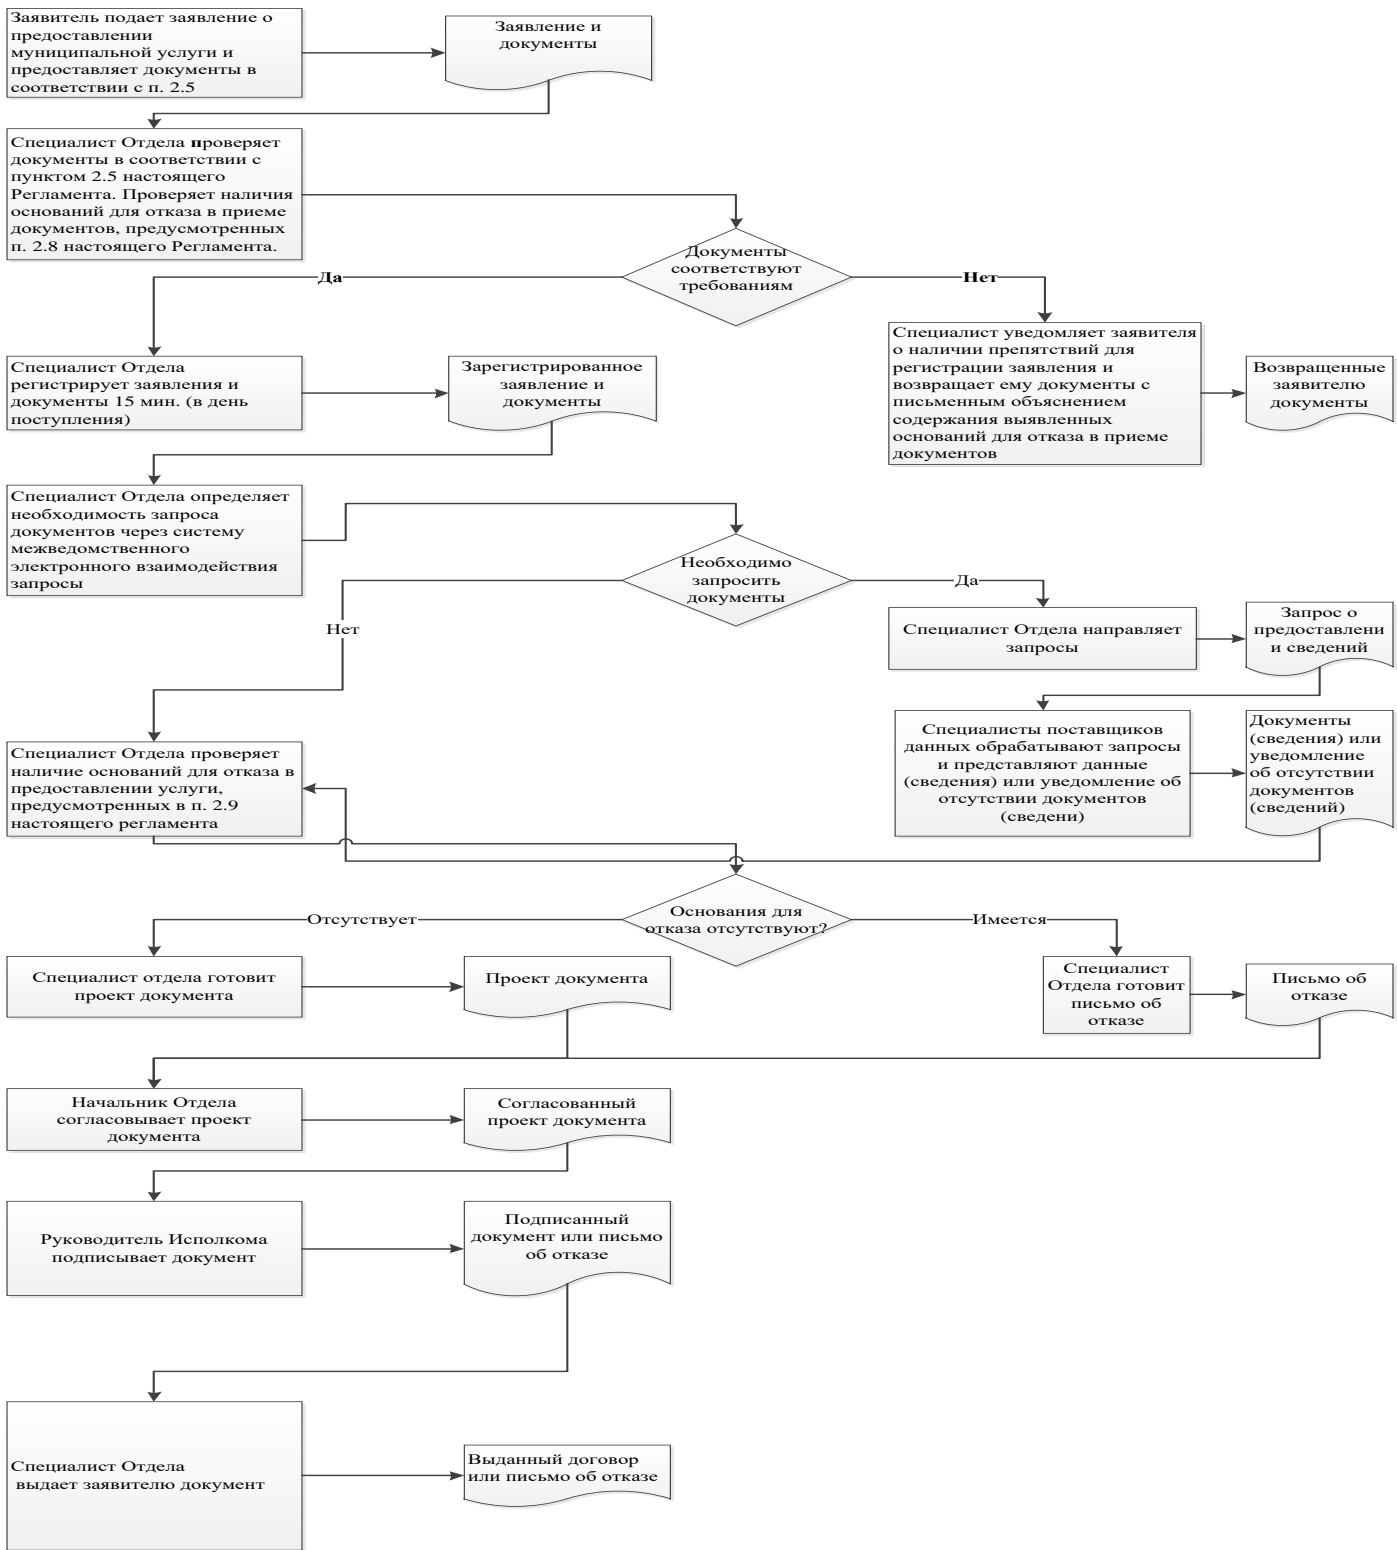 Заявитель подает заявление о
предоставлении
муниципальной услуги и
предоставляет документы в
соответствии с п. 2.5
Заявление и
документы
Специалист Отдела проверяет
документы в соответствии с
пунктом 2.5 настоящего
Регламента. Проверяет наличия
оснований для отказа в приеме
документов, предусмотренных
п. 2.8 настоящего Регламента.
Документы
соответствуют
требованиям
Да
Нет
Специалист Отдела
регистрирует заявления и
документы 15 мин. (в день
поступления)
Зарегистрированное
заявление и
документы
Специалист уведомляет заявителя
о наличии препятствий для
регистрации заявления и
возвращает ему документы с
письменным объяснением
содержания выявленных
оснований для отказа в приеме
документов
Возвращенные
заявителю
документы
Специалист Отдела определяет
необходимость запроса
документов через систему
межведомственного
электронного взаимодействия
запросы
Необходимо
запросить
документы
Да
Нет
Специалист Отдела направляет
запросы
Запрос о
предоставлени
и сведений
Специалисты поставщиков
данных обрабатывают запросы
и представляют данные
(сведения) или уведомление об
отсутствии документов
(сведени)
Документы
(сведения) или
уведомление
об отсутствии
документов
(сведений)
Специалист Отдела проверяет
наличие оснований для отказа в
предоставлении услуги,
предусмотренных в п. 2.9
настоящего регламента
Основания для
отказа отсутствуют?
Отсутствует
Имеется
Специалист отдела готовит
проект документа
Проект документа
Специалист
Отдела готовит
письмо об
отказе
Письмо об
отказе
Начальник Отдела
согласовывает проект
документа
Согласованный
проект документа
Руководитель Исполкома
подписывает документ
Подписанный
документ или письмо
об отказе
Специалист Отдела
выдает заявителю документ
Выданный договор
или письмо об отказе